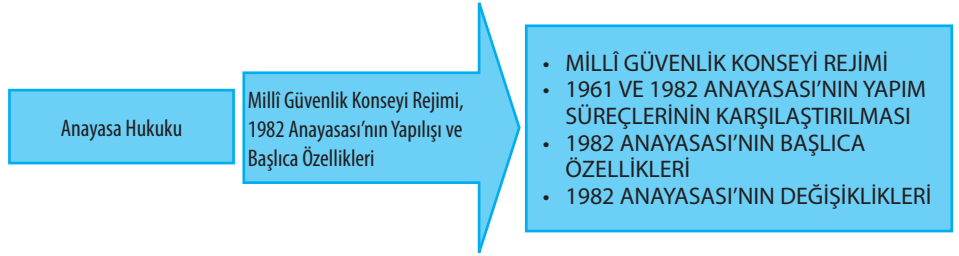 Anayasa Hukuku
Millî Güvenlik Konseyi Rejimi,
1982 Anayasası'nın Yapılışı ve
Başlıca Özellikleri
• MİLLÎ GÜVENLİK KONSEYİ REJİMİ
• 1961 VE 1982 ANAYASASI'NIN YAPIM
SÜREÇLERİNİN KARŞILAŞTIRILMASI
• 1982 ANAYASASI'NIN BAŞLICA
ÖZELLİKLERİ
• 1982 ANAYASASI'NIN DEĞİŞİKLİKLERİ